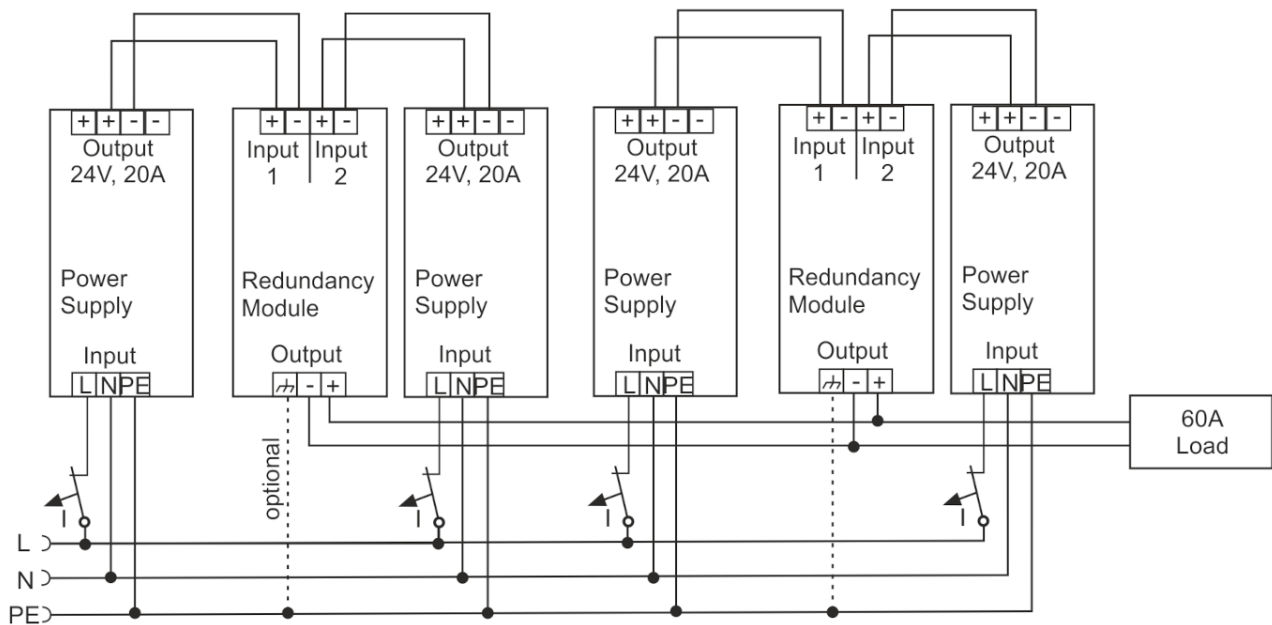 + + - -
Output
24V, 20A
Power
Supply
Input
L N PE
+ - + -
Input Input
1 2
Redundancy
Module
Output
- +
optional
+ + - -
Output
24V, 20A
Power
Supply
Input
L N PE
+ + - -
Output
24V, 20A
Power
Supply
Input
L N PE
+ - + -
Input Input
1 2
Redundancy
Module
Output
- +
+ + - -
Output
24V, 20A
Power
Supply
Input
L N PE
60A
Load
I
I
I
I
L
N
PE